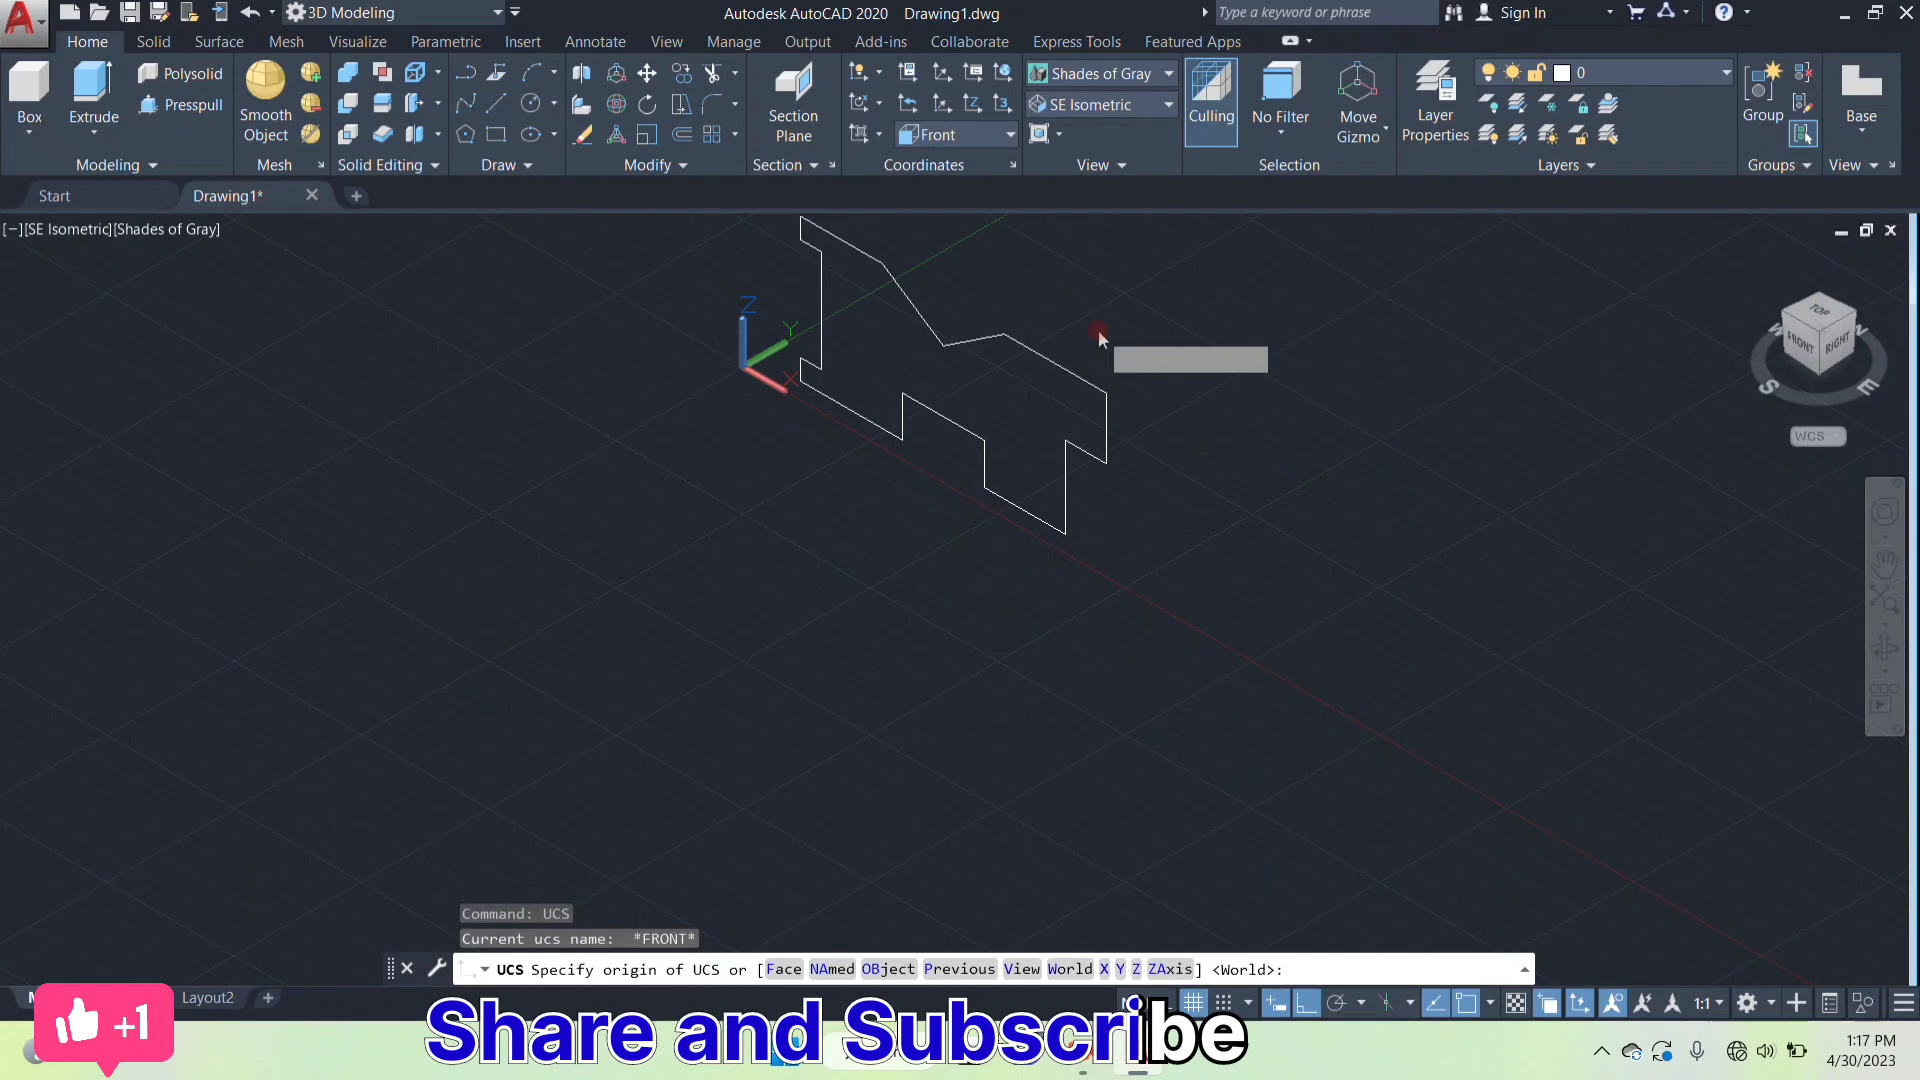 3D Modeling
Autodesk AutoCAD 2020 Drawing1.dwg
Type a keyword or phrase
Sign In
Home Solid Surface Mesh Visualize Parametric Insert Annotate View Manage Output Add-ins Collaborate Express Tools Featured Apps
Box
Extrude
Polysolid
Presspull
Smooth
Object
Section
Plane
Front
Shades of Gray
SE Isometric
Culling
No Filter
Move
Gizmo
Layer
Properties
0
Group
Base
Modeling Mesh Solid Editing Draw Modify Section Coordinates View Selection Layers Groups View
Start Drawing1*
[−][SE Isometric][Shades of Gray]
Z
Y
X
TOP
FRONT
RIGHT
W
N
S
E
WCS
Command: UCS
Current ucs name: *FRONT*
UCS Specify origin of UCS or [Face NAmed OBject Previous View World X Y Z ZAxis] <World>:
Layout2
1:1
+1
Share and Subscribe
1:17 PM
4/30/2023